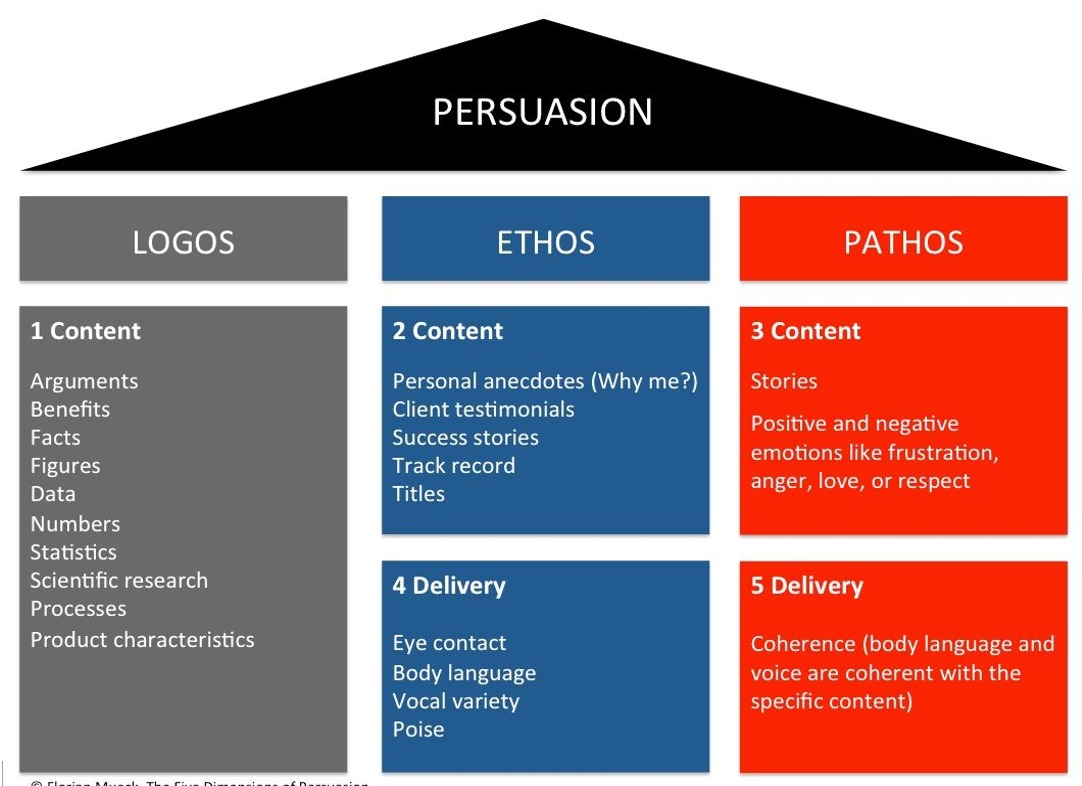 PERSUASION
LOGOS
ETHOS
PATHOS
1 Content
Arguments
Benefits
Facts
Figures
Data
Numbers
Statistics
Scientific research
Processes
Product characteristics
2 Content
Personal anecdotes (Why me?)
Client testimonials
Success stories
Track record
Titles
3 Content
Stories
Positive and negative
emotions like frustration,
anger, love, or respect
4 Delivery
Eye contact
Body language
Vocal variety
Poise
5 Delivery
Coherence (body language and
voice are coherent with the
specific content)
© Florian Mueck, The Five Dimensions of Persuasion